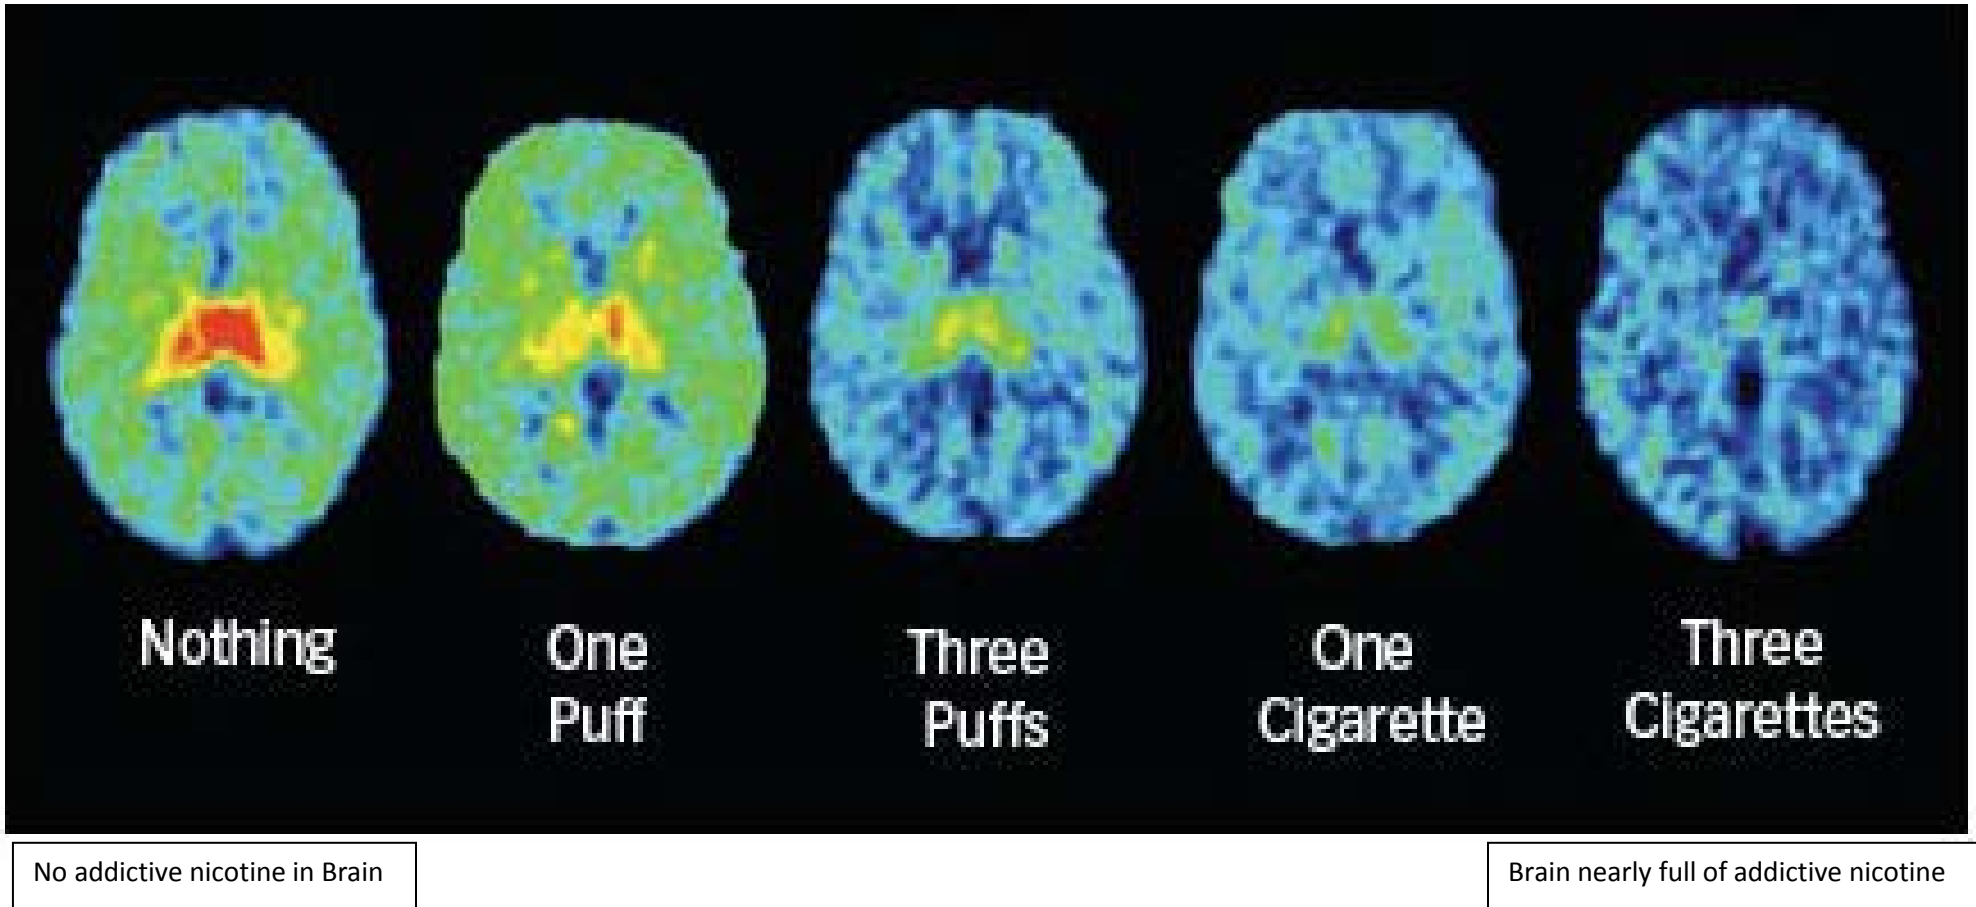 Nothing
One
Puff
Three
Puffs
One
Cigarette
Three
Cigarettes
No addictive nicotine in Brain
Brain nearly full of addictive nicotine